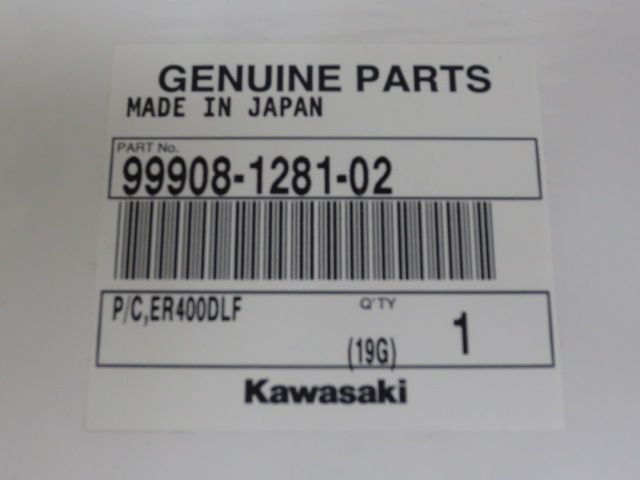 GENUINE PARTS
MADE IN JAPAN
PART No.
99908-1281-02
P/C,ER400DLF
Q'TY
(19G) 1
Kawasaki